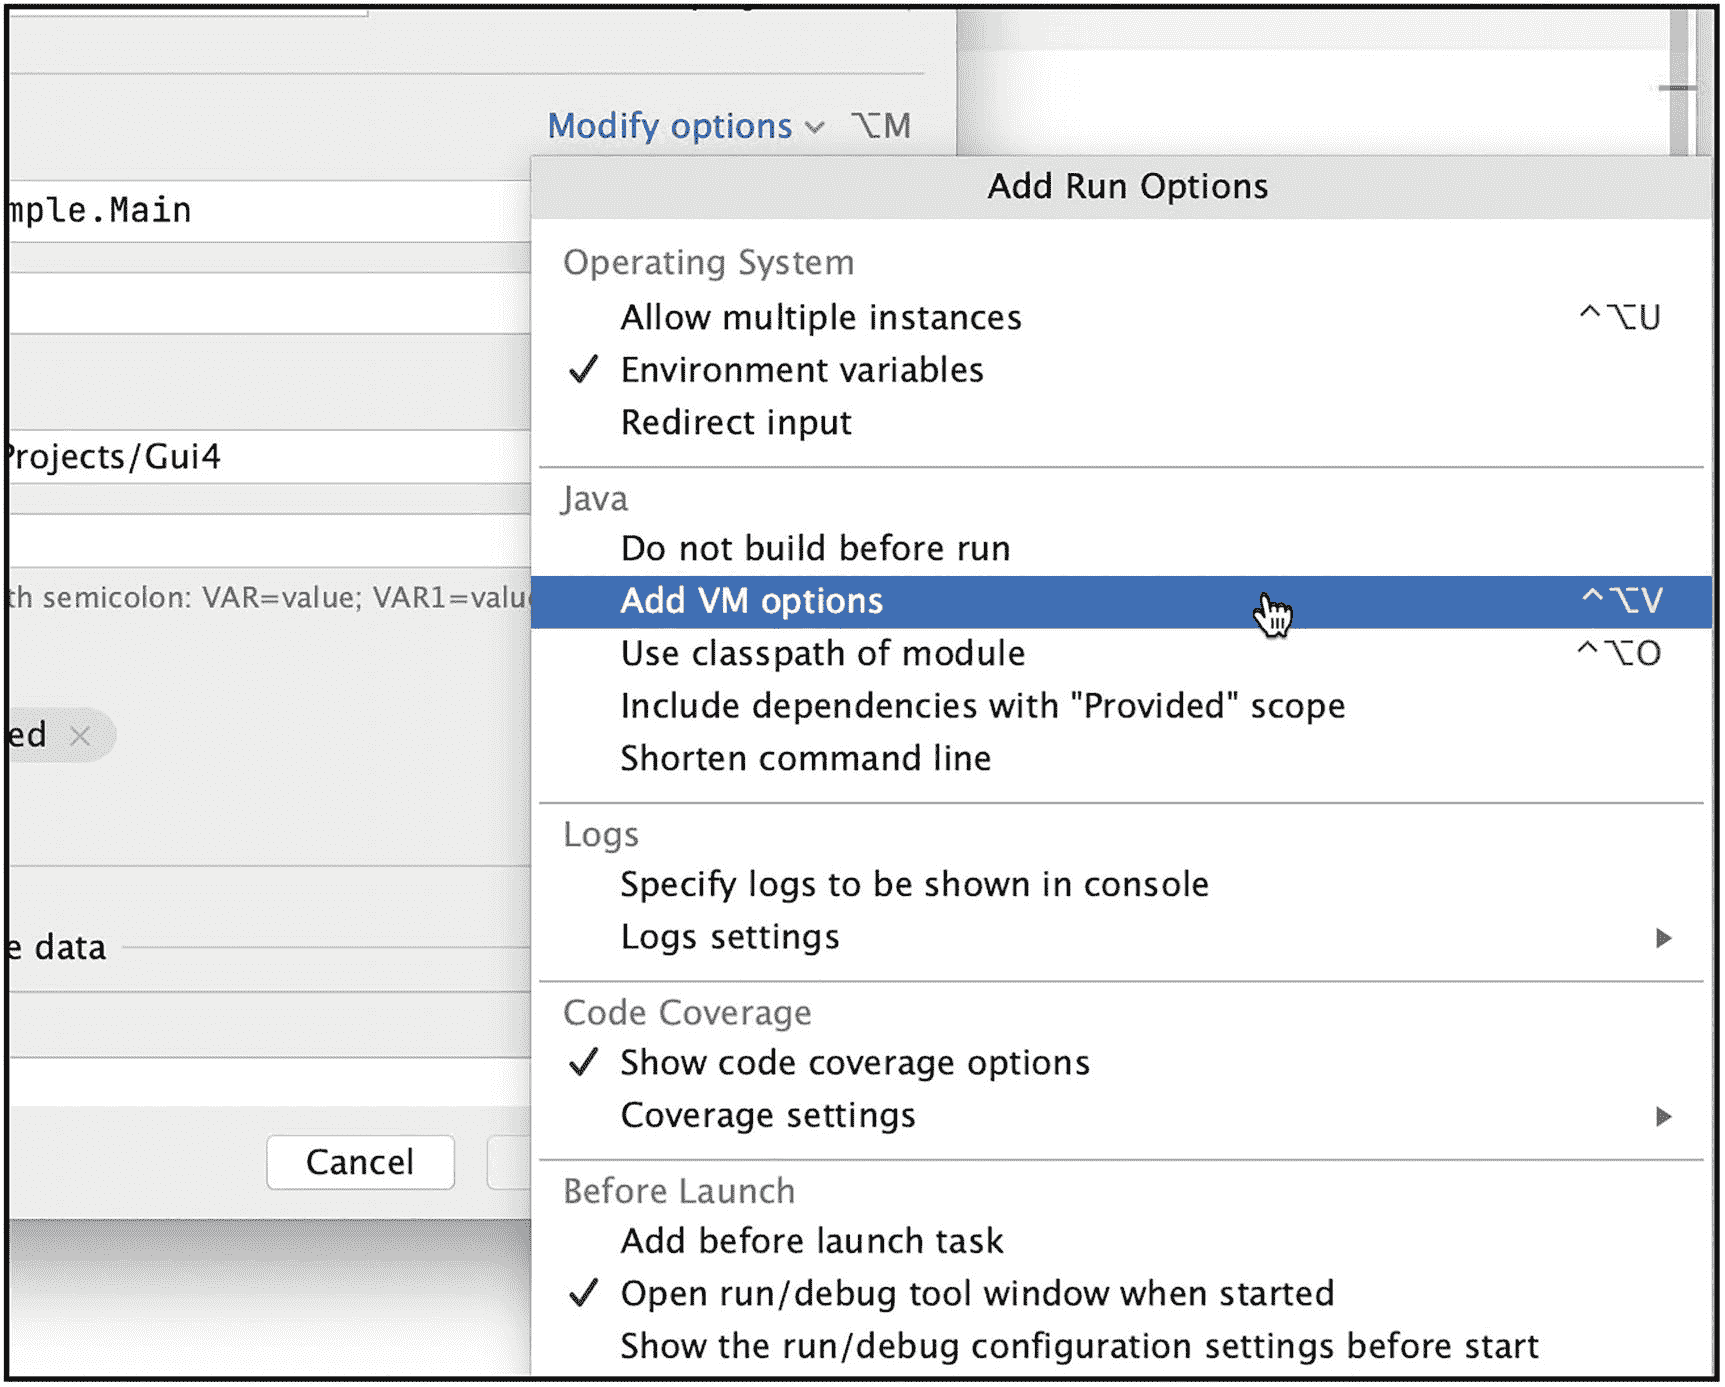 Modify options ⌥M
Add Run Options
mple.Main
Operating System
Allow multiple instances ^⌥U
✓ Environment variables
Redirect input
Projects/Gui4
Java
Do not build before run
th semicolon: VAR=value; VAR1=valu
Add VM options ^⌥V
Use classpath of module ^⌥O
Include dependencies with "Provided" scope
ed ×
Shorten command line
Logs
Specify logs to be shown in console
Logs settings
e data
Code Coverage
✓ Show code coverage options
Coverage settings
Cancel
Before Launch
Add before launch task
✓ Open run/debug tool window when started
Show the run/debug configuration settings before start